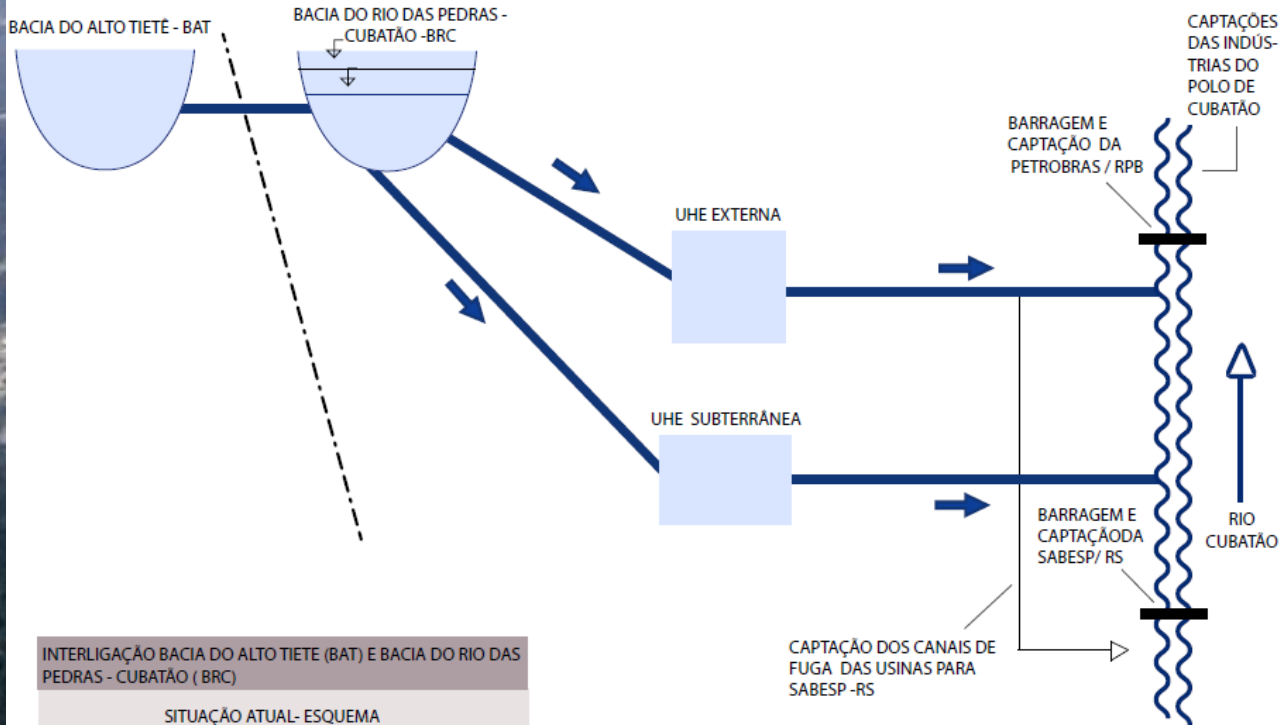 BACIA DO ALTO TIETÊ - BAT
BACIA DO RIO DAS PEDRAS -
CUBATÃO -BRC
CAPTAÇÕES
DAS INDÚS-
TRIAS DO
POLO DE
CUBATÃO
BARRAGEM E
CAPTAÇÃO DA
PETROBRAS / RPB
UHE EXTERNA
UHE SUBTERRÂNEA
BARRAGEM E
CAPTAÇÃODA
SABESP/ RS
RIO
CUBATÃO
CAPTAÇÃO DOS CANAIS DE
FUGA DAS USINAS PARA
SABESP -RS
INTERLIGAÇÃO BACIA DO ALTO TIETE (BAT) E BACIA DO RIO DAS
PEDRAS - CUBATÃO ( BRC)
SITUAÇÃO ATUAL- ESQUEMA